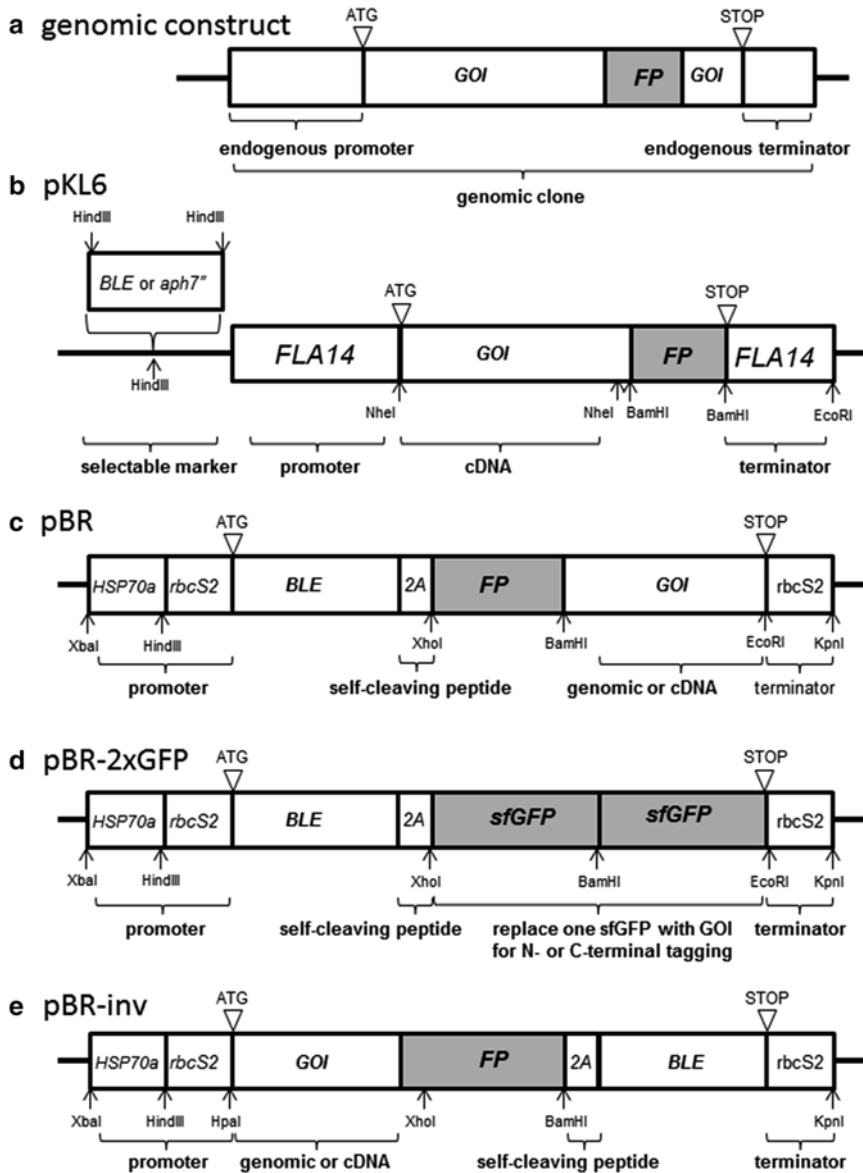 a genomic construct
ATG STOP
GOI FP GOI
endogenous promoter endogenous terminator
genomic clone
b pKL6
HindIII HindIII
BLE or aph7" ATG STOP
FLA14 GOI FP FLA14
HindIII
NheI NheI BamHI BamHI EcoRI
selectable marker promoter cDNA terminator
c pBR
ATG STOP
HSP70a rbcS2 BLE 2A FP GOI rbcS2
XbaI HindIII XhoI BamHI EcoRI KpnI
promoter self-cleaving peptide genomic or cDNA terminator
d pBR-2xGFP
ATG STOP
HSP70a rbcS2 BLE 2A sfGFP sfGFP rbcS2
XbaI HindIII XhoI BamHI EcoRI KpnI
promoter self-cleaving peptide replace one sfGFP with GOI terminator
for N- or C-terminal tagging
e pBR-inv
ATG STOP
HSP70a rbcS2 GOI FP 2A BLE rbcS2
XbaI HindIII HpaI XhoI BamHI KpnI
promoter genomic or cDNA self-cleaving peptide terminator